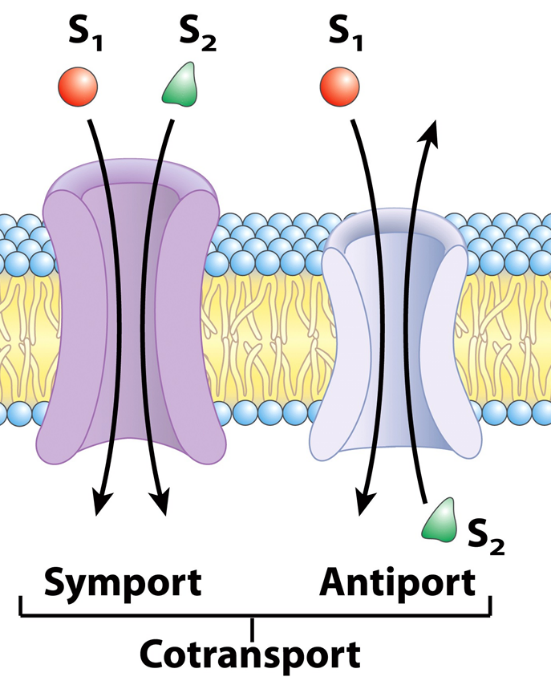 S₁ S₂ S₁
S₂
Symport Antiport
Cotransport